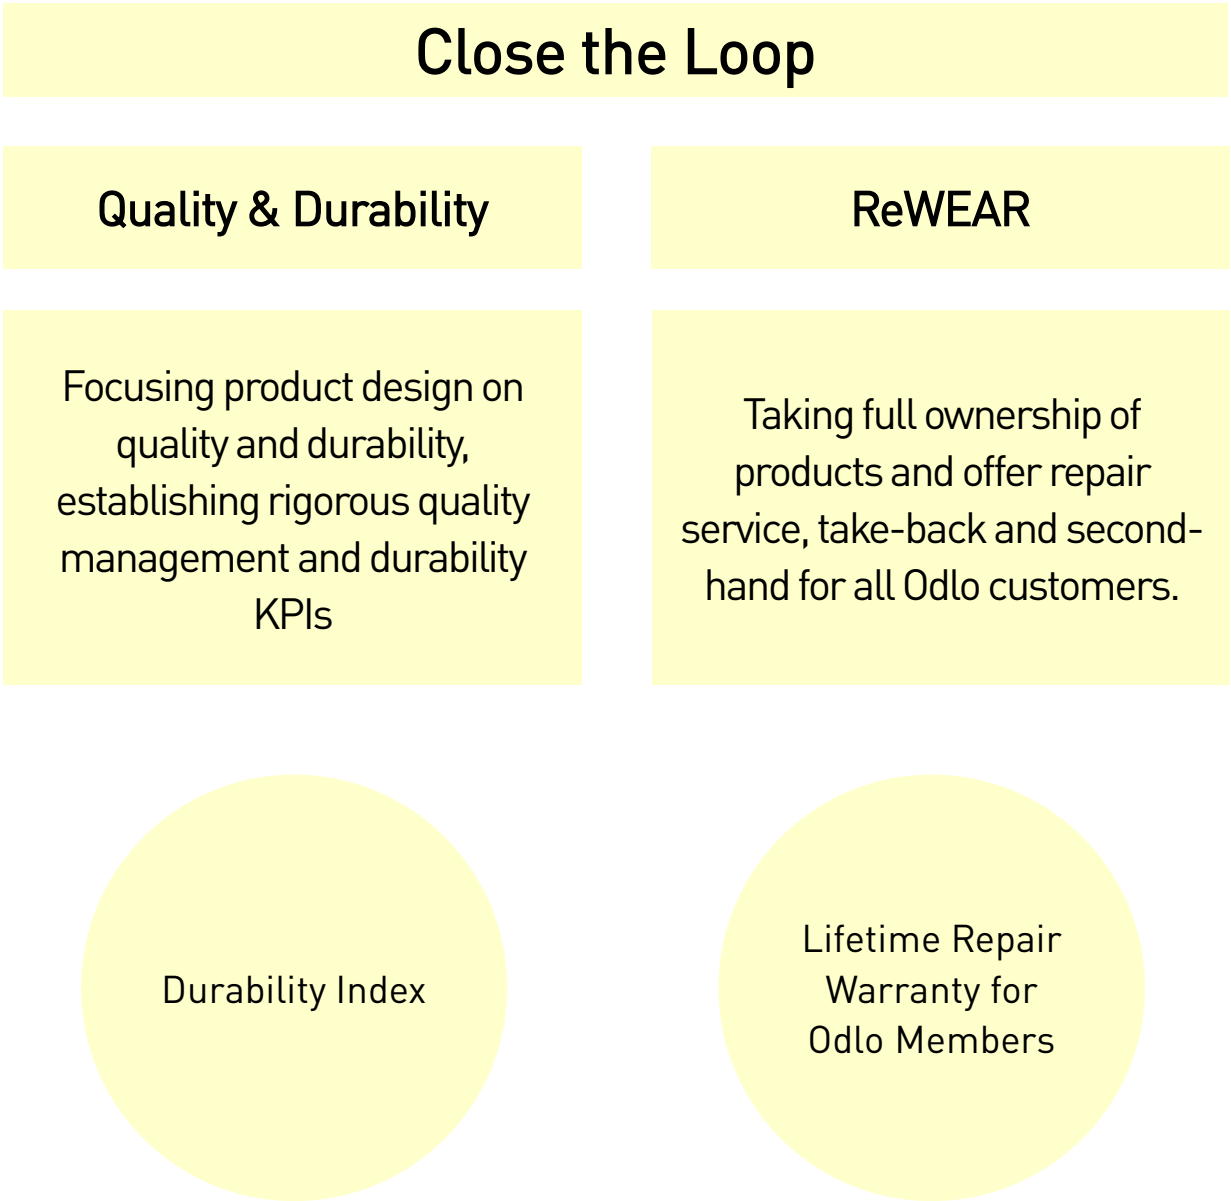 Close the Loop
Quality & Durability
ReWEAR
Focusing product design on
quality and durability,
establishing rigorous quality
management and durability
KPIs
Taking full ownership of
products and offer repair
service, take-back and second-
hand for all Odlo customers.
Durability Index
Lifetime Repair
Warranty for
Odlo Members